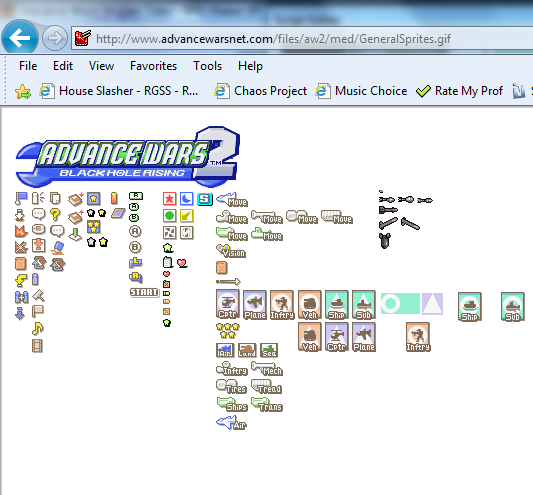 http://www.advancewarsnet.com/files/aw2/med/GeneralSprites.gif
File Edit View Favorites Tools Help
House Slasher - RGSS - R... Chaos Project Music Choice Rate My Prof
ADVANCE WARS 2
TM
BLACK HOLE RISING
S
Move
R
? Move Move Move Move
B Move Move
R
Vision
L
B
START
Cptr Plane Infntry Veh Ship Sub Ship Sub
Veh Cptr Plane Infntry
Air Land Sea
Infntry Mech
Tires Tread
Ships Trans
Air